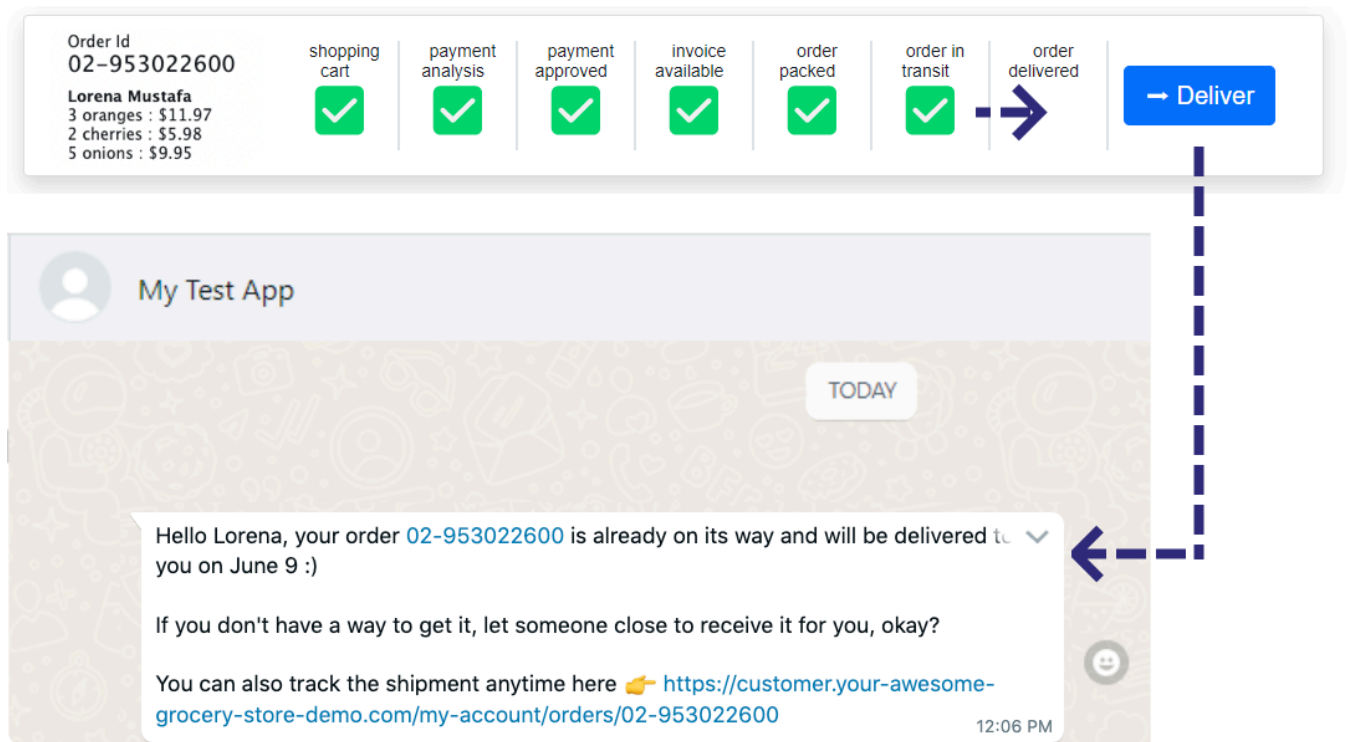 Order Id
02-953022600
Lorena Mustafa
3 oranges : $11.97
2 cherries : $5.98
5 onions : $9.95
shopping
cart
payment
analysis
payment
approved
invoice
available
order
packed
order in
transit
order
delivered
→ Deliver
My Test App
TODAY
Hello Lorena, your order 02-953022600 is already on its way and will be delivered to
you on June 9 :)
If you don't have a way to get it, let someone close to receive it for you, okay?
You can also track the shipment anytime here 👉 https://customer.your-awesome-
grocery-store-demo.com/my-account/orders/02-953022600
12:06 PM